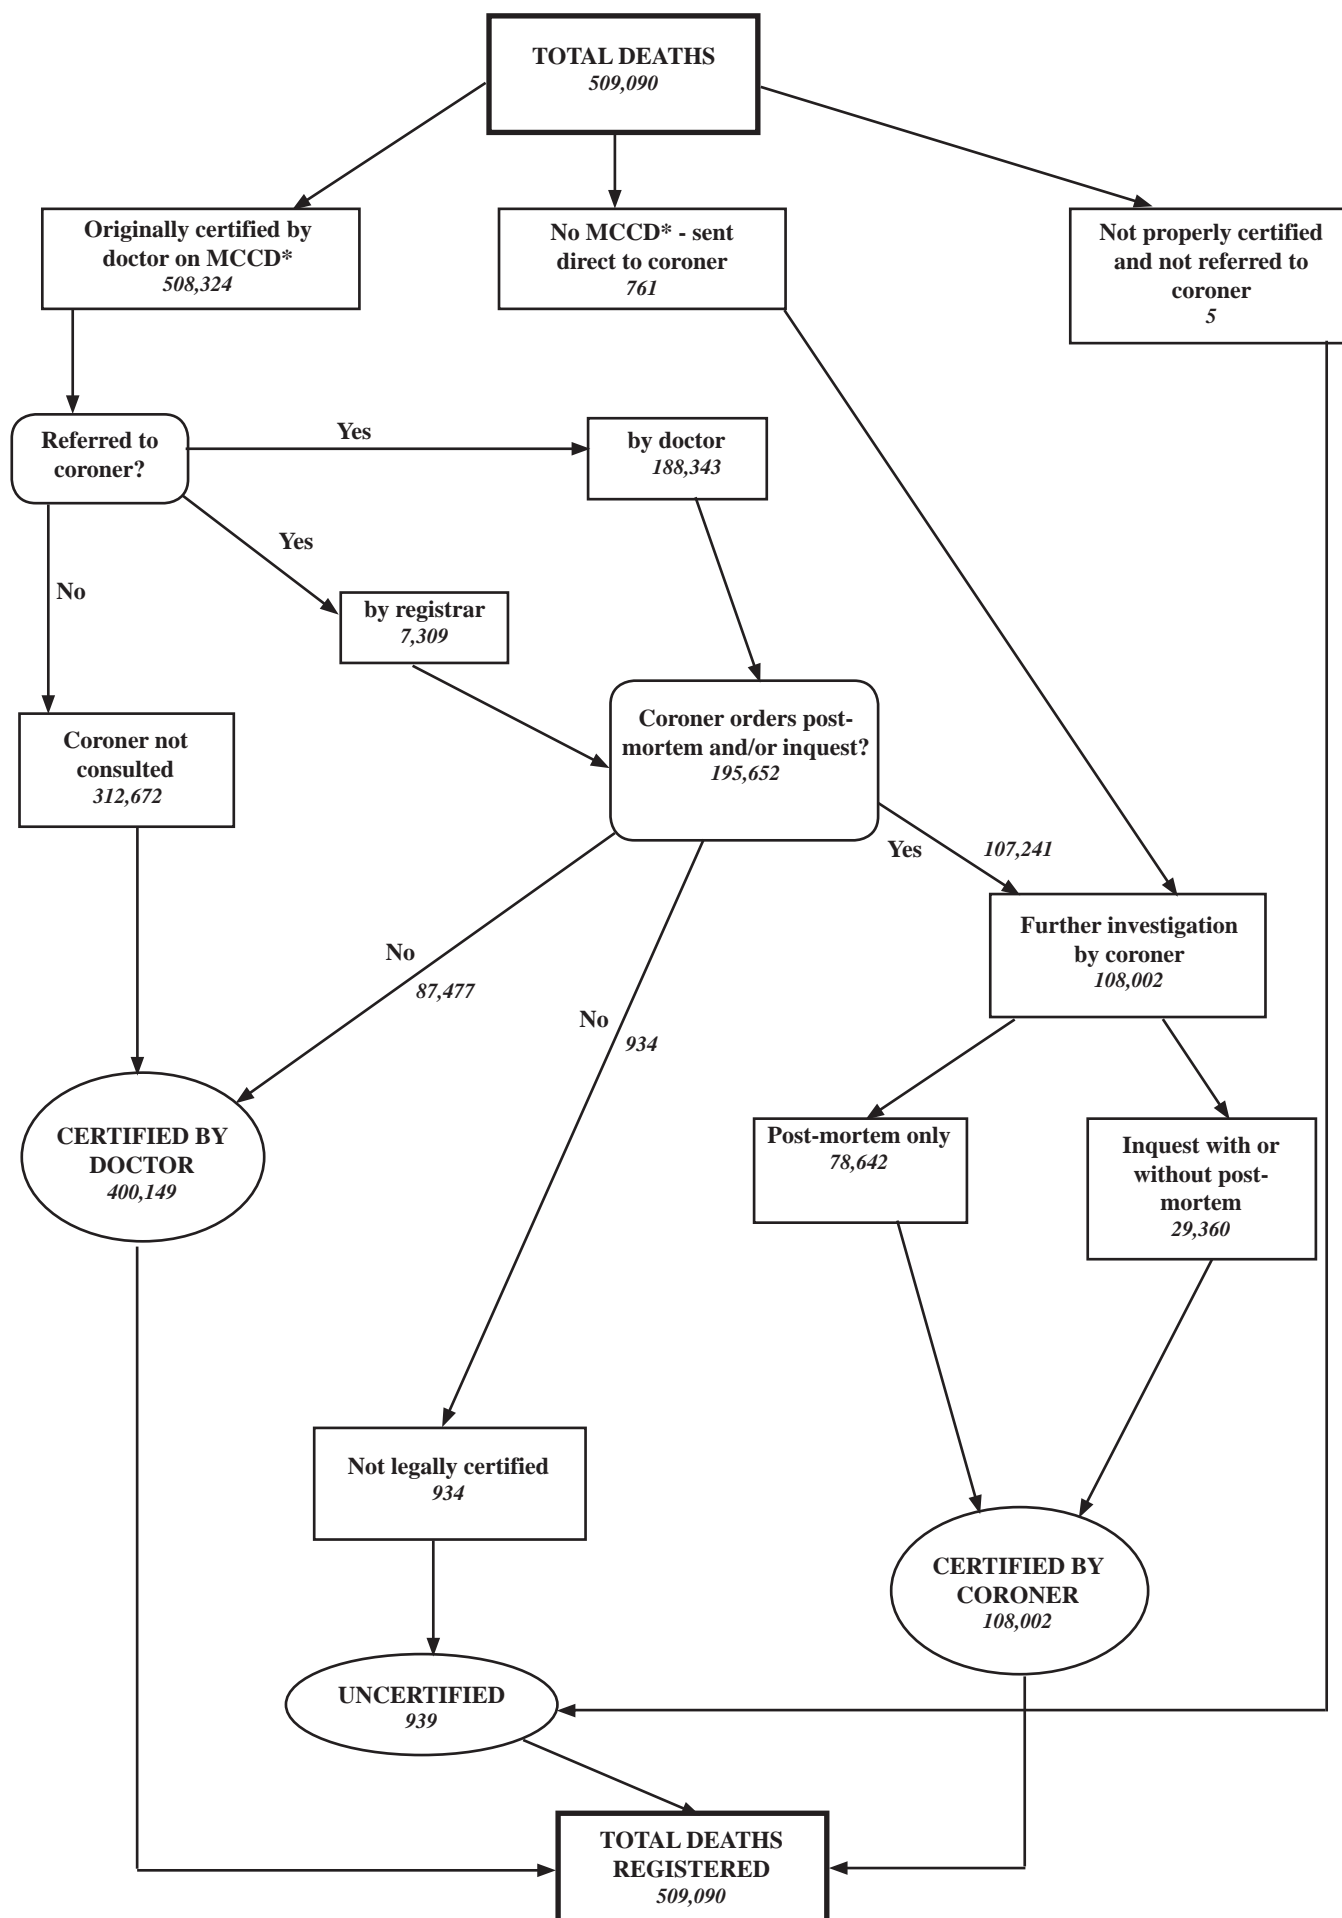 TOTAL DEATHS
509,090
Originally certified by
doctor on MCCD*
508,324
No MCCD* - sent
direct to coroner
761
Not properly certified
and not referred to
coroner
5
Referred to
coroner?
Yes
by doctor
188,343
Yes
No
by registrar
7,309
Coroner not
consulted
312,672
Coroner orders post-
mortem and/or inquest?
195,652
Yes
107,241
Further investigation
by coroner
108,002
No
87,477
No
934
CERTIFIED BY
DOCTOR
400,149
Post-mortem only
78,642
Inquest with or
without post-
mortem
29,360
Not legally certified
934
CERTIFIED BY
CORONER
108,002
UNCERTIFIED
939
TOTAL DEATHS
REGISTERED
509,090